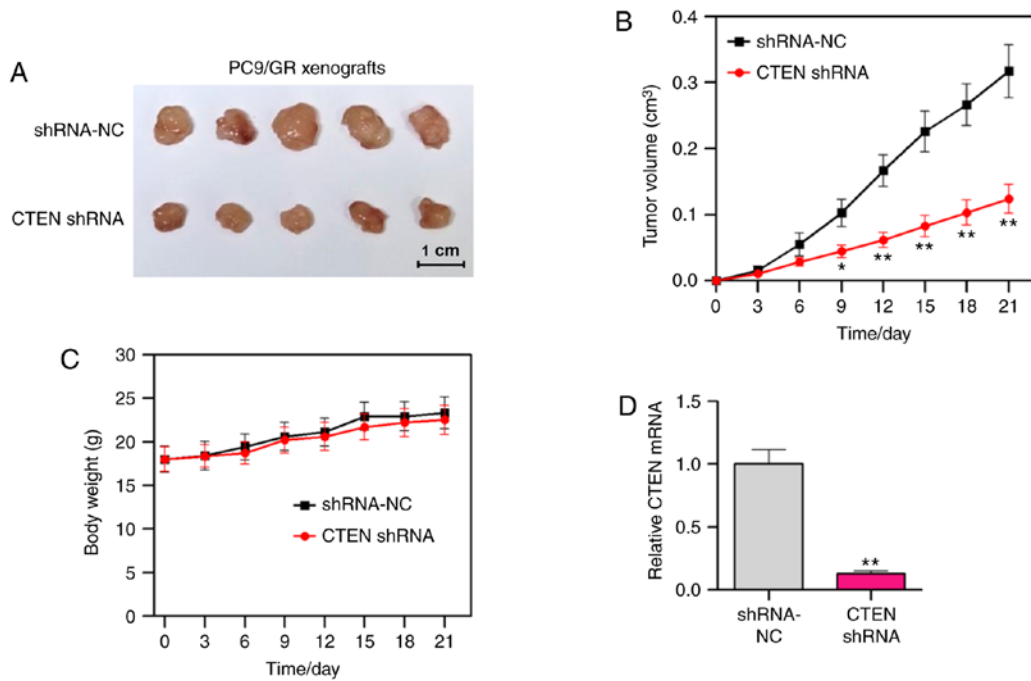 A
PC9/GR xenografts
shRNA-NC
CTEN shRNA
1 cm
B
shRNA-NC
CTEN shRNA
Tumor volume (cm³)
0.4
0.3
0.2
0.1
0.0
*
**
**
**
**
0 3 6 9 12 15 18 21
Time/day
C
Body weight (g)
30
25
20
15
10
5
0
shRNA-NC
CTEN shRNA
0 3 6 9 12 15 18 21
Time/day
D
Relative CTEN mRNA
1.5
1.0
0.5
0.0
**
shRNA-
NC
CTEN
shRNA